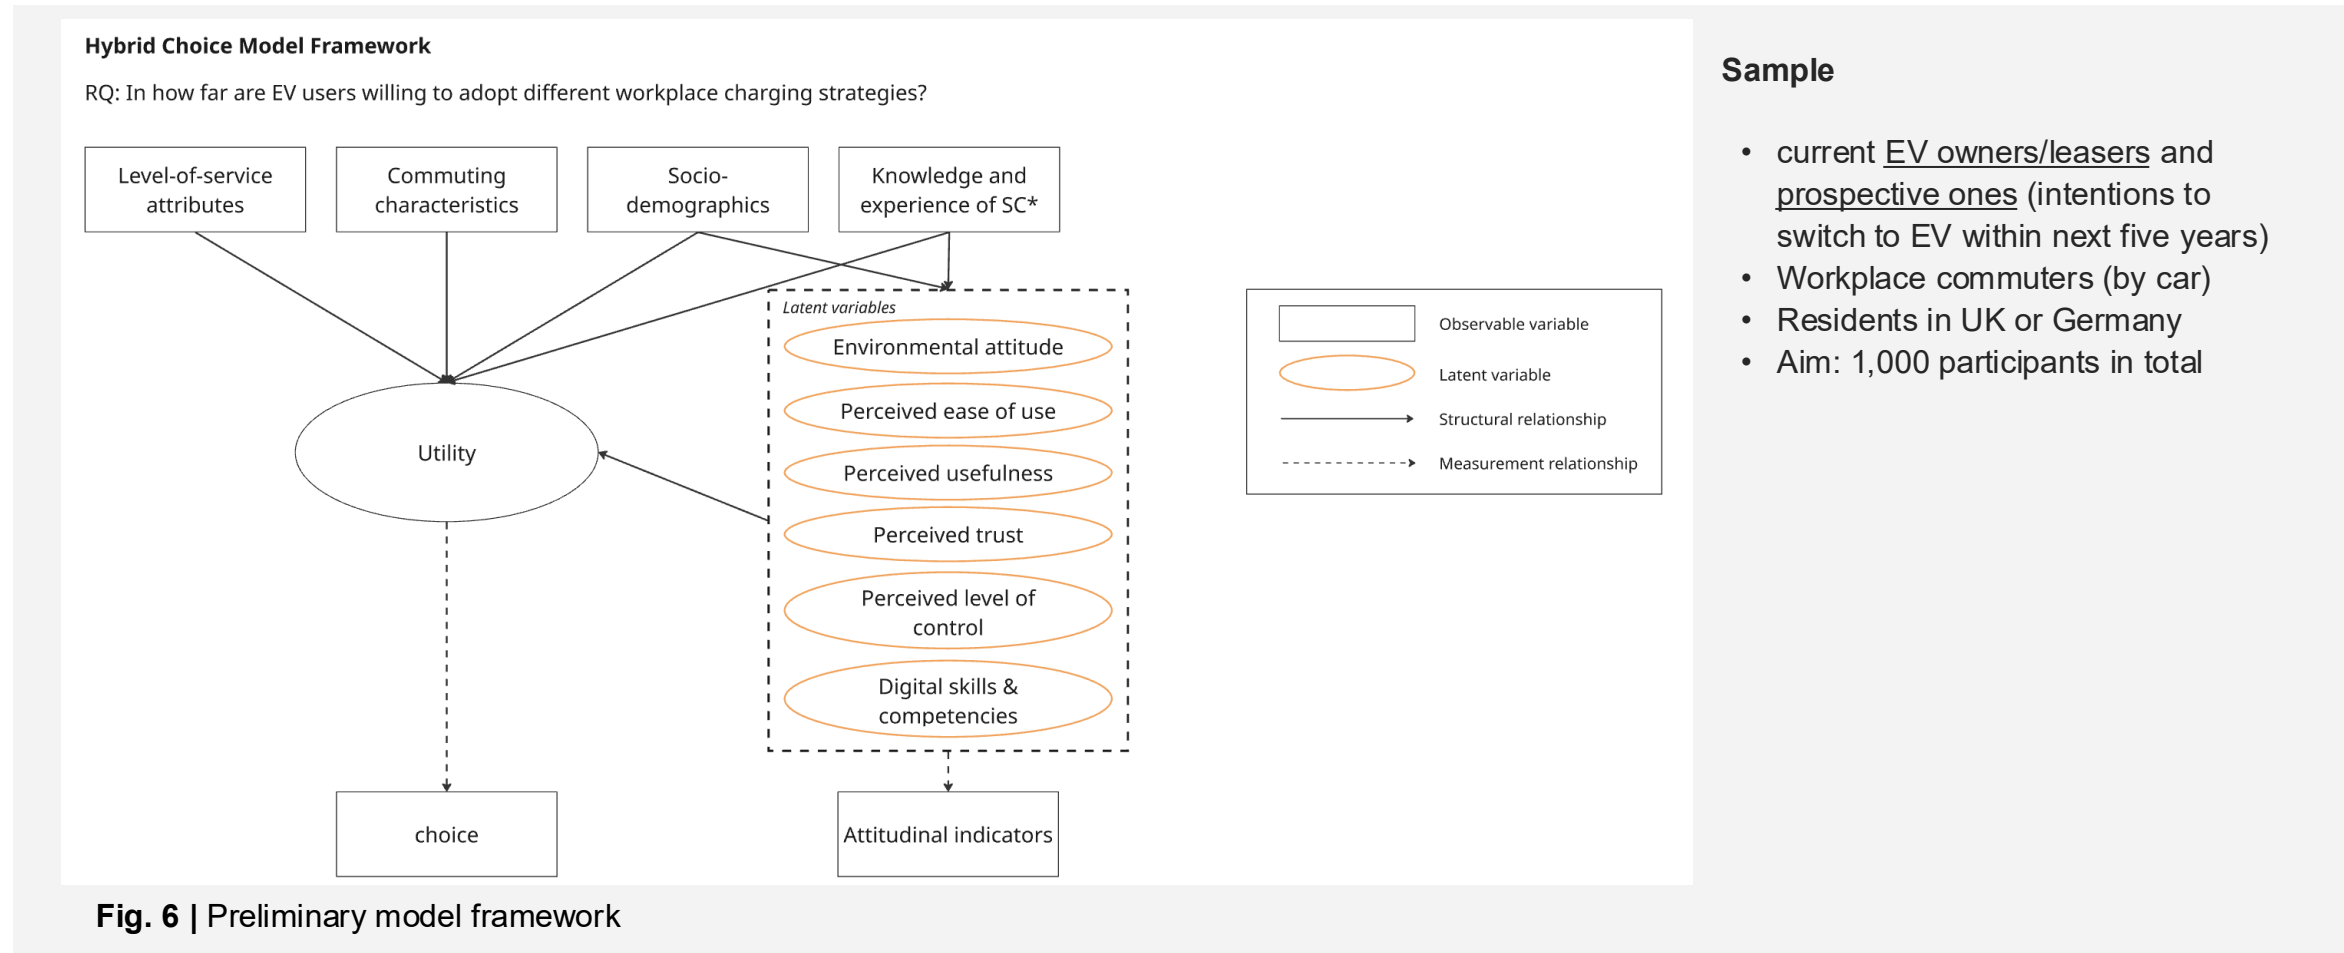 Hybrid Choice Model Framework
RQ: In how far are EV users willing to adopt different workplace charging strategies?
Level-of-service
attributes
Commuting
characteristics
Socio-
demographics
Knowledge and
experience of SC*
Latent variables
Environmental attitude
Perceived ease of use
Perceived usefulness
Perceived trust
Perceived level of
control
Digital skills &
competencies
Utility
choice
Attitudinal indicators
Observable variable
Latent variable
Structural relationship
Measurement relationship
Fig. 6 | Preliminary model framework
Sample
• current EV owners/leasers and
prospective ones (intentions to
switch to EV within next five years)
• Workplace commuters (by car)
• Residents in UK or Germany
• Aim: 1,000 participants in total